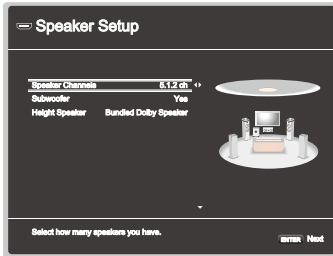 Speaker Setup
Speaker Channels 5.1.2 ch
Subwoofer Yes
Height Speaker Bundled Dolby Speaker
Select how many speakers you have.
ENTER Next